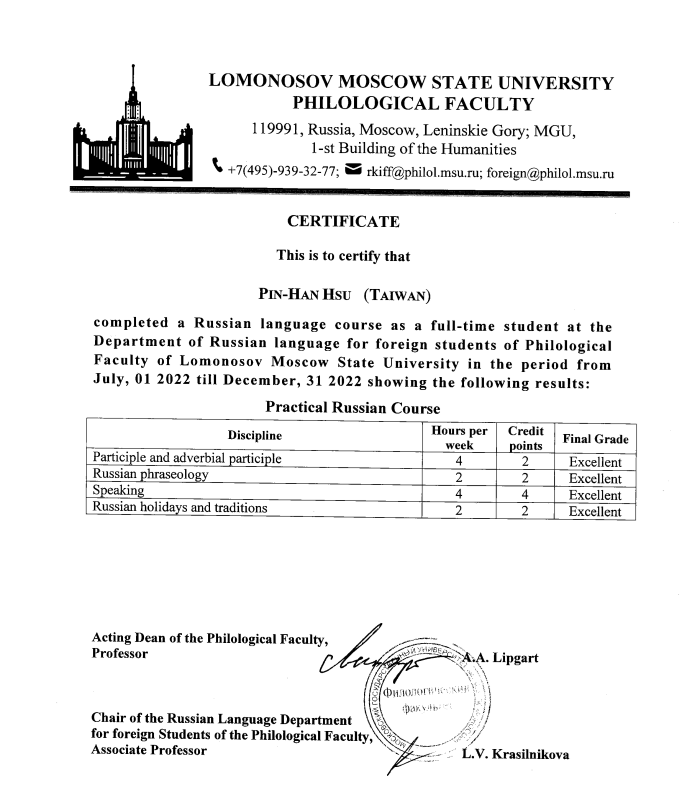 LOMONOSOV MOSCOW STATE UNIVERSITY
PHILOLOGICAL FACULTY
119991, Russia, Moscow, Leninskie Gory; MGU,
1-st Building of the Humanities
+7(495)-939-32-77; rkiff@philol.msu.ru; foreign@philol.msu.ru
CERTIFICATE
This is to certify that
PIN-HAN HSU (TAIWAN)
completed a Russian language course as a full-time student at the
Department of Russian language for foreign students of Philological
Faculty of Lomonosov Moscow State University in the period from
July, 01 2022 till December, 31 2022 showing the following results:
Practical Russian Course
Discipline Hours per week Credit points Final Grade
Participle and adverbial participle 4 2 Excellent
Russian phraseology 2 2 Excellent
Speaking 4 4 Excellent
Russian holidays and traditions 2 2 Excellent
Acting Dean of the Philological Faculty,
Professor A.A. Lipgart
МОСКОВСКИЙ ГОСУДАРСТВЕННЫЙ УНИВЕРСИТЕТ
Филологический
факультет
Chair of the Russian Language Department
for foreign Students of the Philological Faculty,
Associate Professor L.V. Krasilnikova